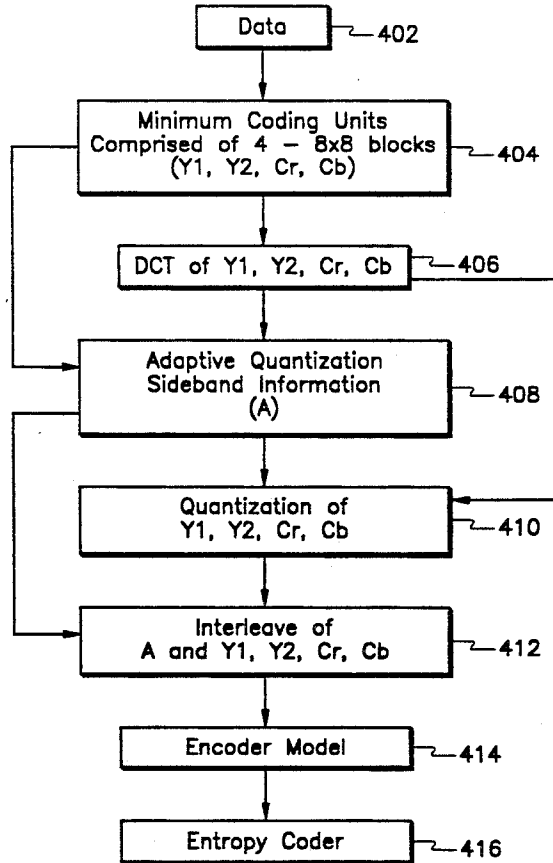 Data
402
Minimum Coding Units
Comprised of 4 – 8x8 blocks
(Y1, Y2, Cr, Cb)
404
DCT of Y1, Y2, Cr, Cb
406
Adaptive Quantization
Sideband Information
(A)
408
Quantization of
Y1, Y2, Cr, Cb
410
Interleave of
A and Y1, Y2, Cr, Cb
412
Encoder Model
414
Entropy Coder
416